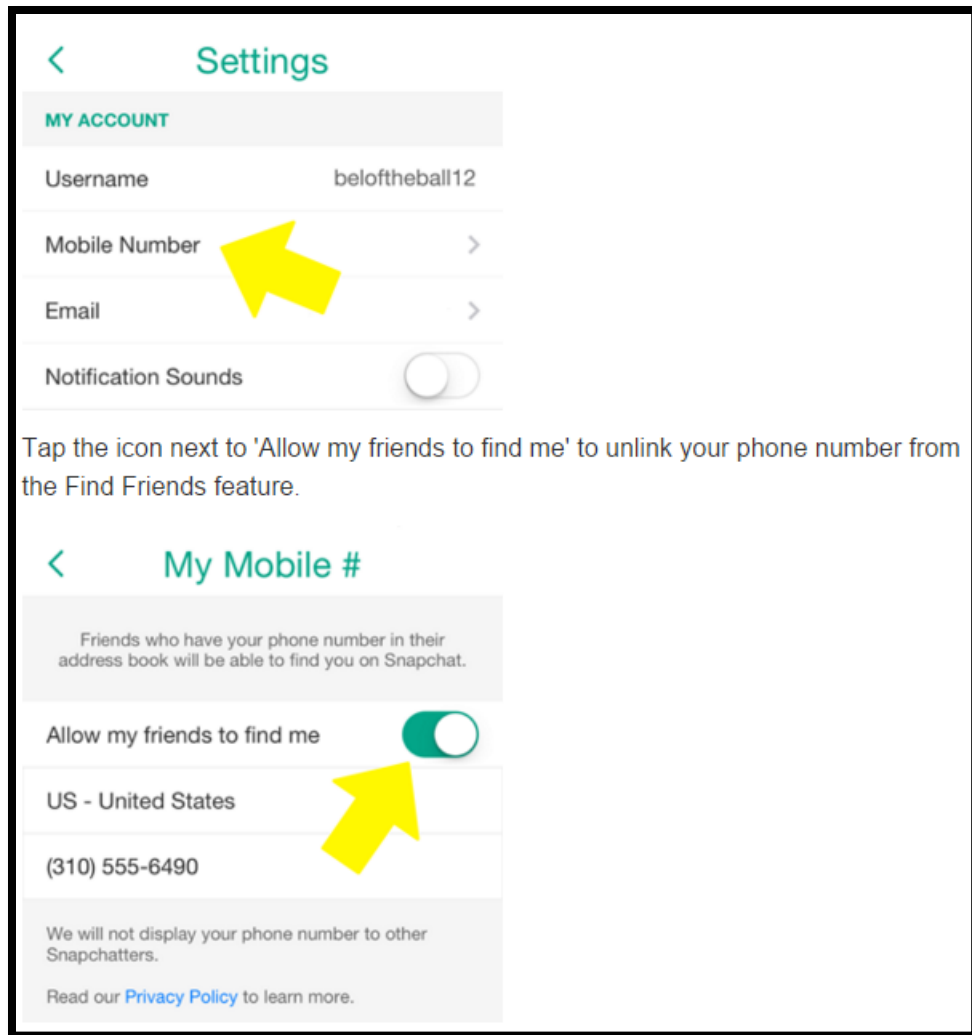 Settings
MY ACCOUNT
Username beloftheball12
Mobile Number
Email
Notification Sounds
Tap the icon next to 'Allow my friends to find me' to unlink your phone number from
the Find Friends feature.
My Mobile #
Friends who have your phone number in their
address book will be able to find you on Snapchat.
Allow my friends to find me
US - United States
(310) 555-6490
We will not display your phone number to other
Snapchatters.
Read our Privacy Policy to learn more.